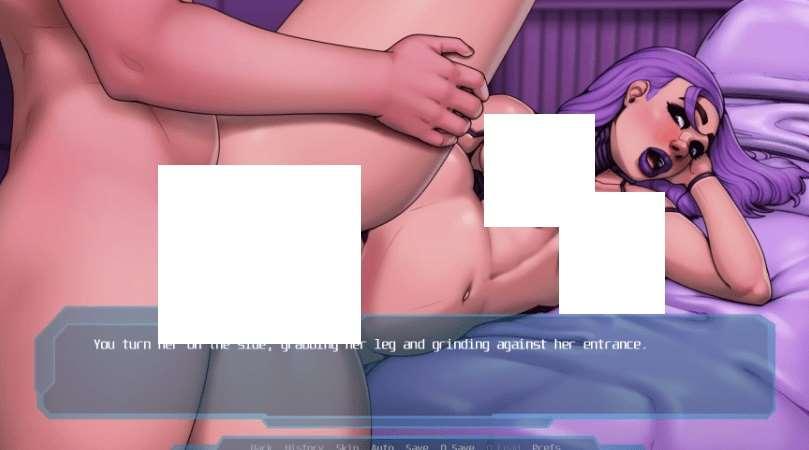 You turn her on the side, grabbing her leg and grinding against her entrance.
Back History Skip Auto Save Q.Save Q.Load Prefs